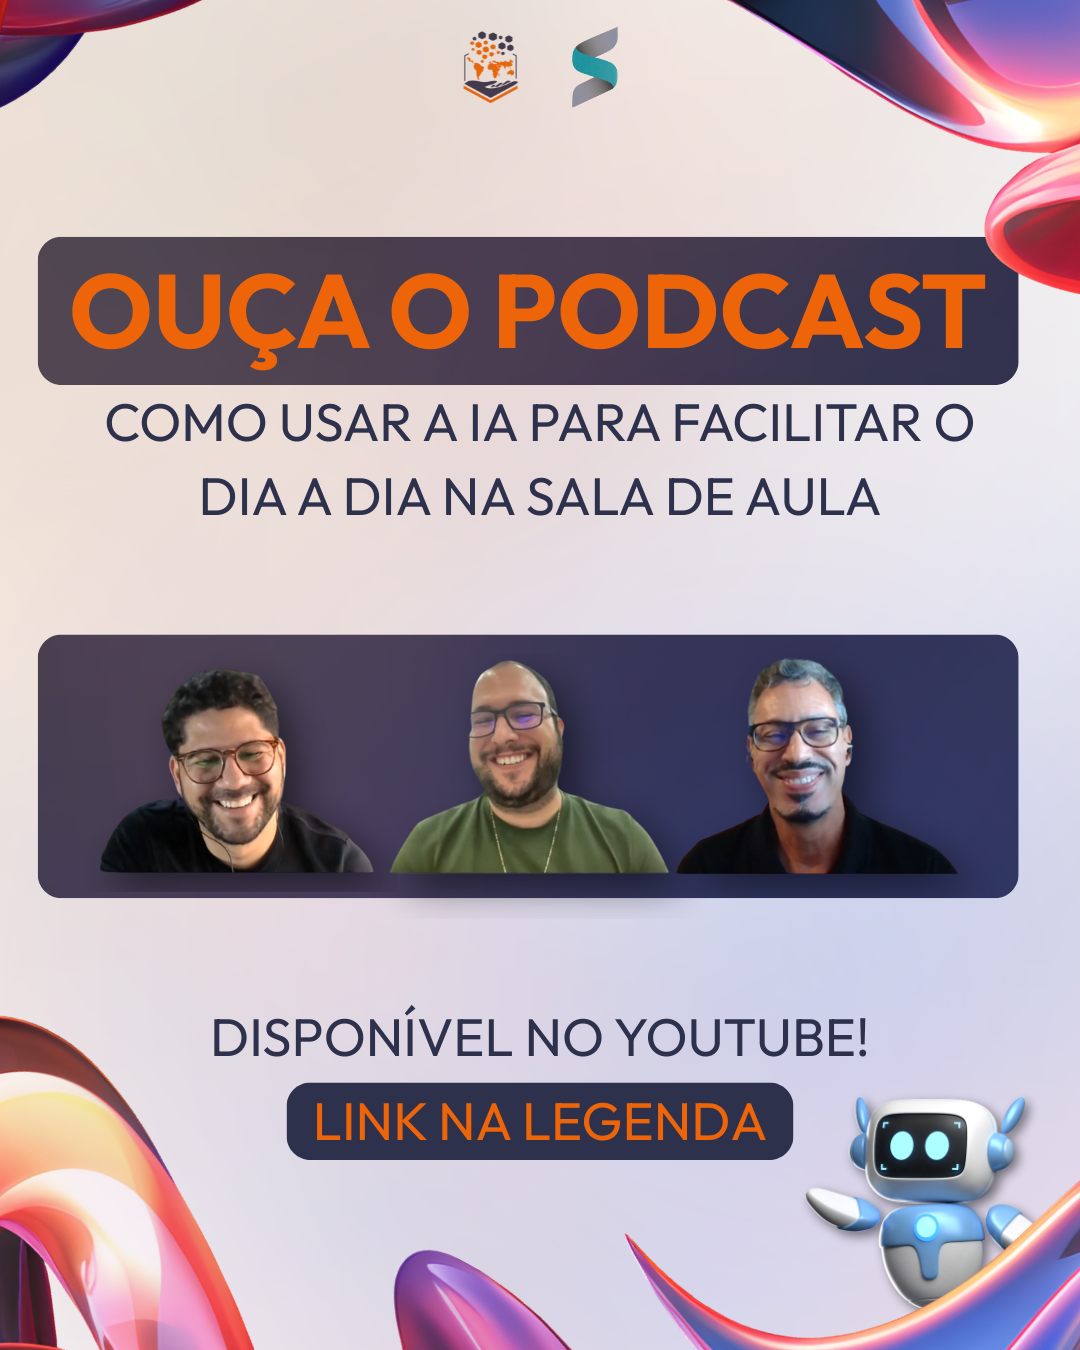 OUÇA O PODCAST
COMO USAR A IA PARA FACILITAR O
DIA A DIA NA SALA DE AULA
DISPONÍVEL NO YOUTUBE!
LINK NA LEGENDA